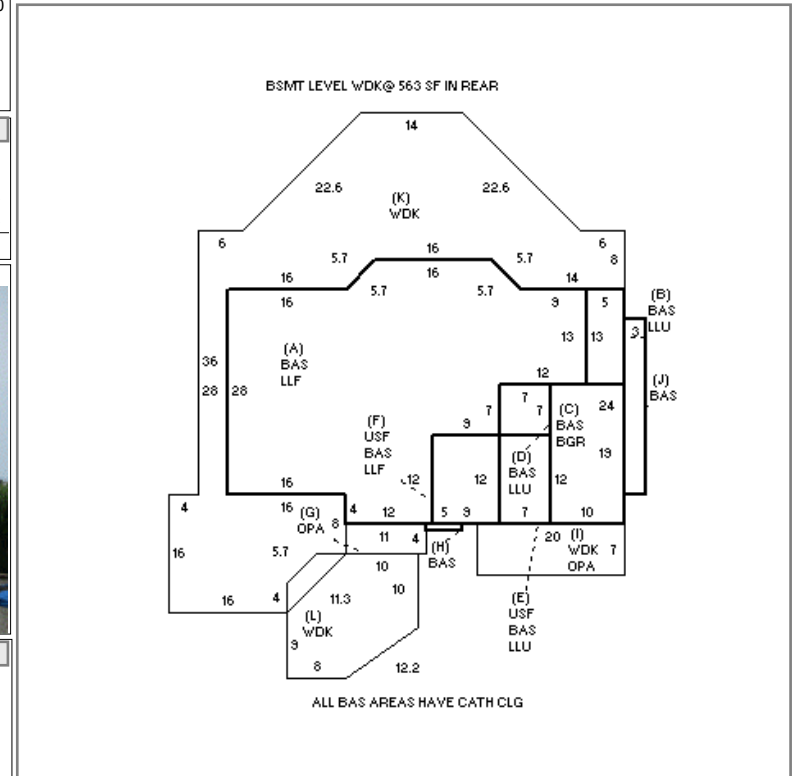 BSMT LEVEL WDK@ 563 SF IN REAR
14
22.6 22.6
(K)
WDK
6 6
8
5.7 16 5.7
16 14
16 5.7 16 5.7 9 5
(B)
BAS
LLU
3
13 13
(A)
BAS
LLF
36
28 28
12
(J)
BAS
7 7 7
(C)
BAS
BGR
24
9
(F)
USF
BAS
LLF
(D)
BAS
LLU
19
12 12 12
16
4 16
(G)
OPA
8 4 12 5 9 7 10
11 4
(H)
BAS
20
(I)
WDK
OPA
7
16 5.7
10
10
16 4 11.3
(L)
WDK
(E)
USF
BAS
LLU
9
8 12.2
ALL BAS AREAS HAVE CATH CLG